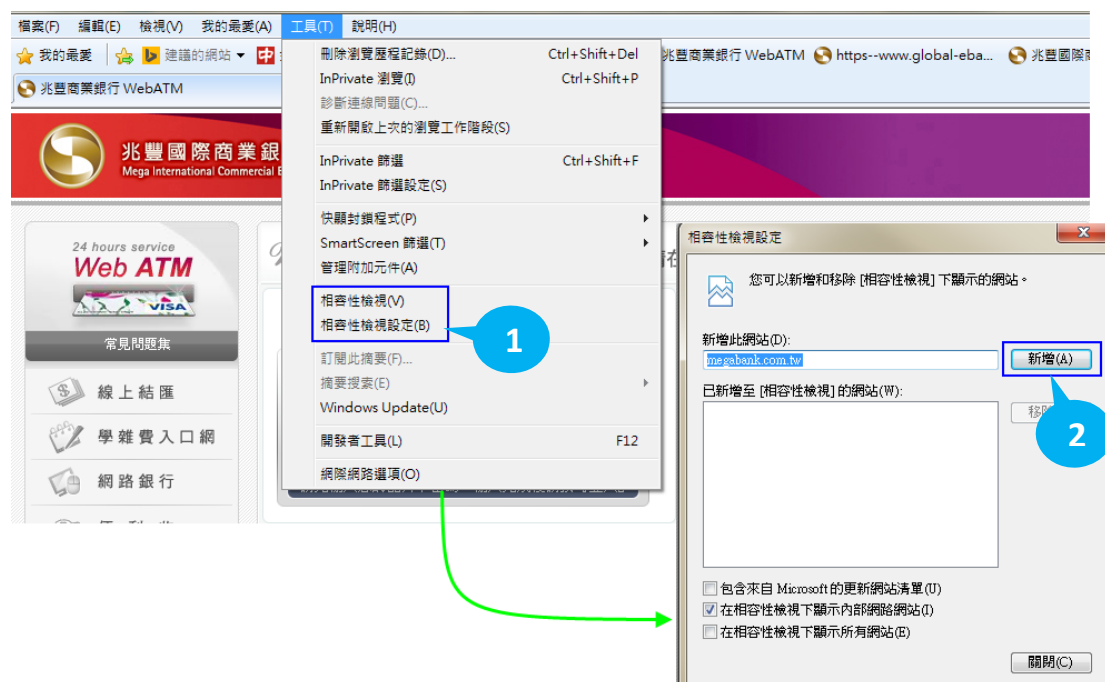 檔案(F) 編輯(E) 檢視(V) 我的最愛(A) 工具(T) 說明(H)
我的最愛 建議的網站 中
兆豐商業銀行 WebATM https--www.global-eba... 兆豐國際
兆豐商業銀行 WebATM
兆豐國際商業銀
Mega International Commercial
刪除瀏覽歷程記錄(D)... Ctrl+Shift+Del
InPrivate 瀏覽(I) Ctrl+Shift+P
診斷連線問題(C)...
重新開啟上次的瀏覽工作階段(S)
InPrivate 篩選 Ctrl+Shift+F
InPrivate 篩選設定(S)
快顯封鎖程式(P)
SmartScreen 篩選(T)
管理附加元件(A)
相容性檢視(V)
相容性檢視設定(B)
訂閱此摘要(F)...
摘要搜索(E)
Windows Update(U)
開發者工具(L) F12
網際網路選項(O)
1
24 hours service
Web ATM
VISA
常見問題集
線上結匯
學雜費入口網
網路銀行
相容性檢視設定
您可以新增和移除 [相容性檢視] 下顯示的網站。
新增此網站(D):
megabank.com.tw
新增(A)
已新增至 [相容性檢視] 的網站(W):
2
包含來自 Microsoft 的更新網站清單(U)
在相容性檢視下顯示內部網路網站(I)
在相容性檢視下顯示所有網站(E)
關閉(C)